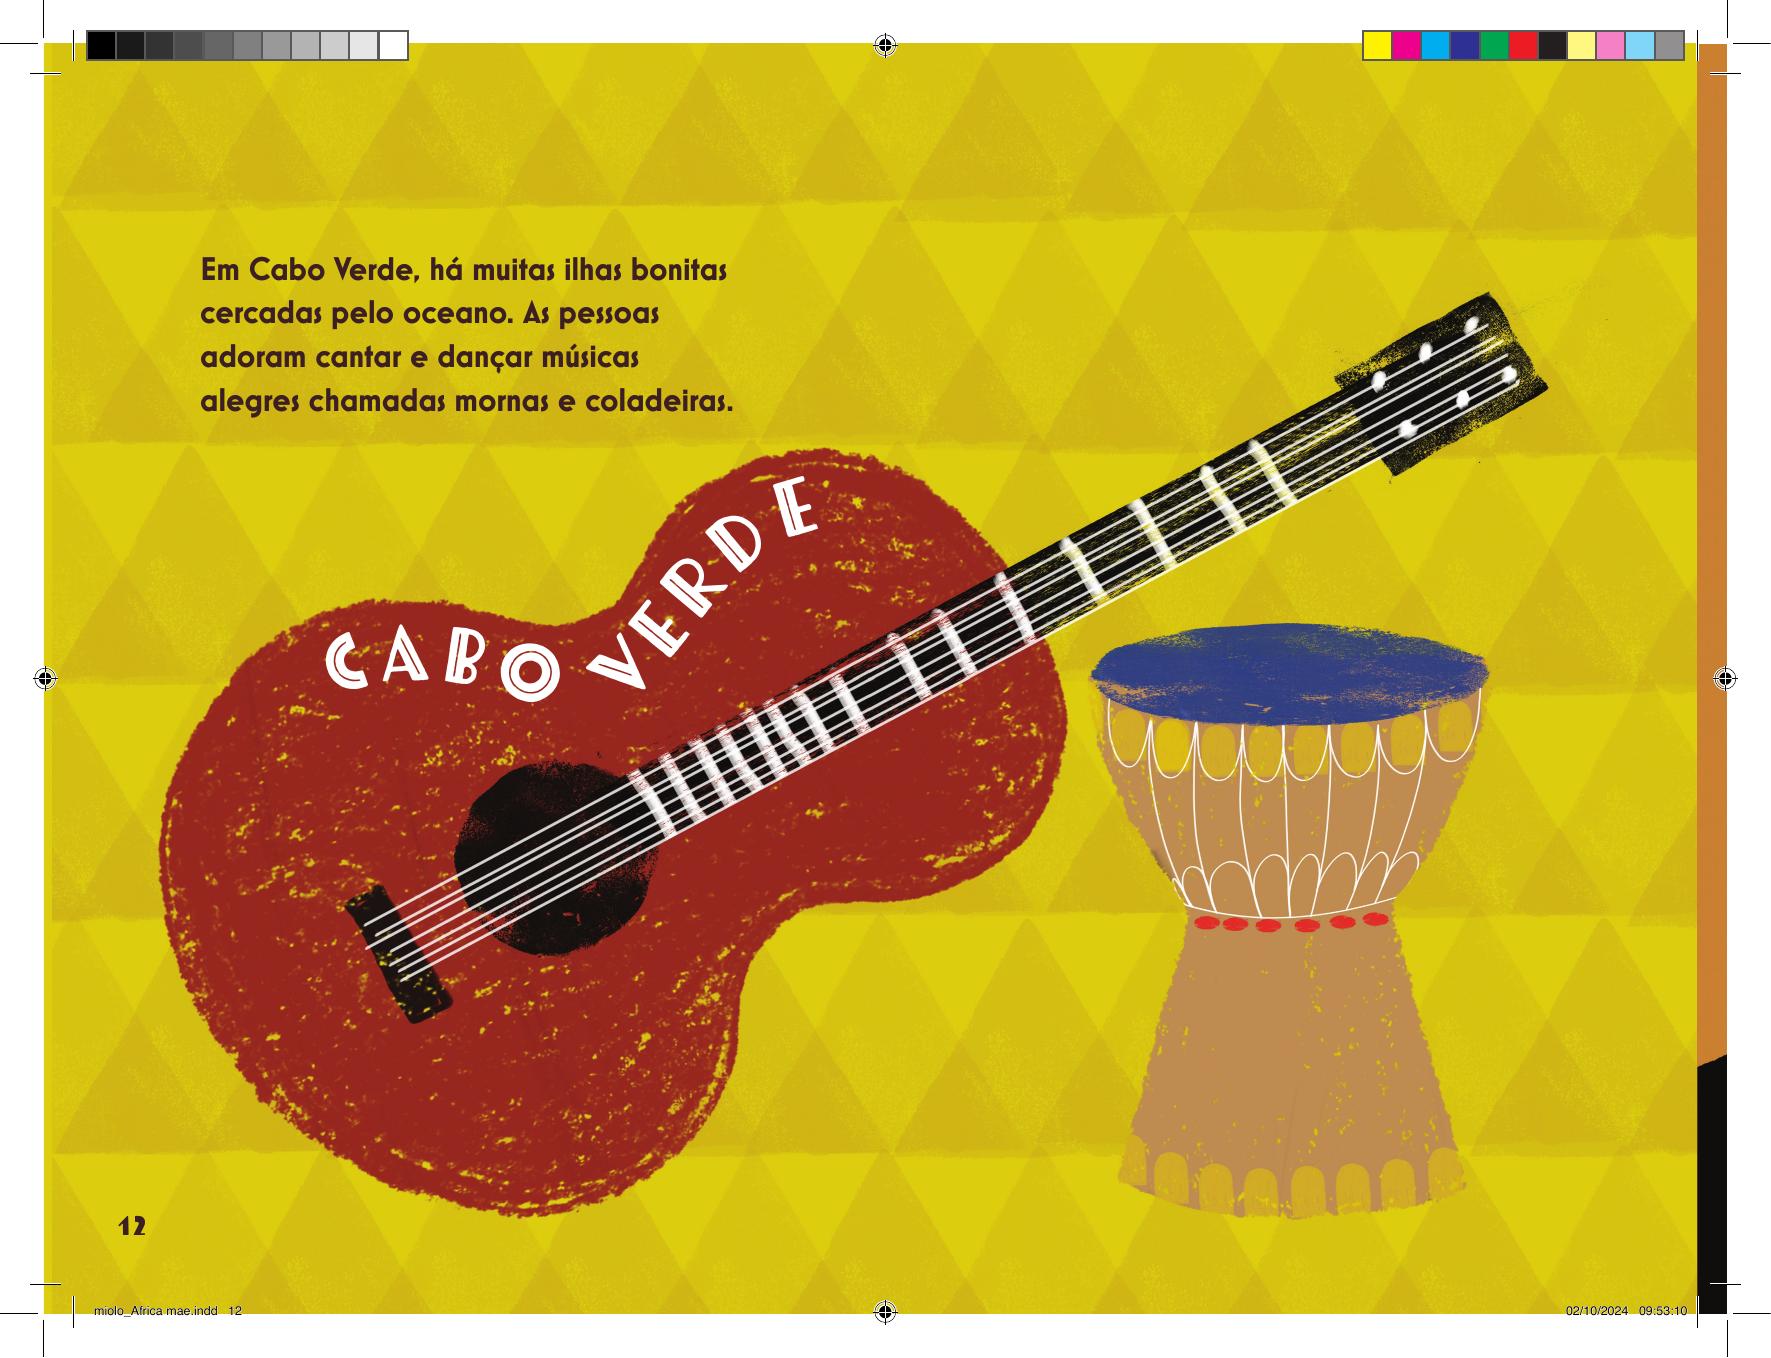 Em Cabo Verde, há muitas ilhas bonitas
cercadas pelo oceano. As pessoas
adoram cantar e dançar músicas
alegres chamadas mornas e coladeiras.
CABO VERDE
12
miolo_Africa mae.indd 12
02/10/2024 09:53:10